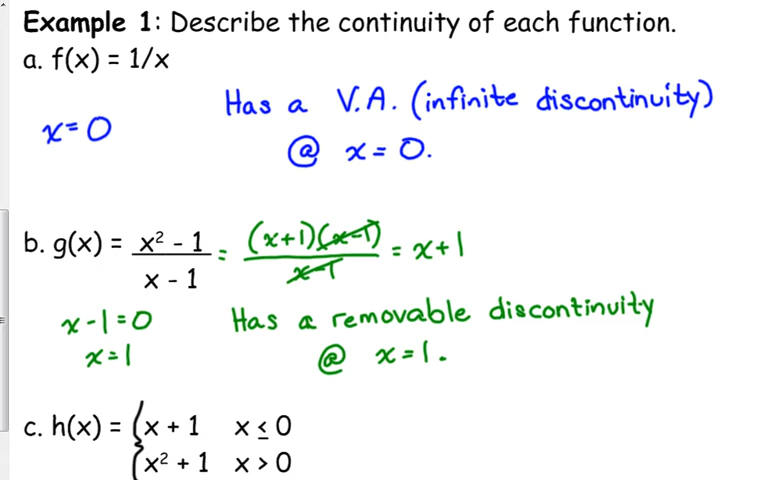 Example 1: Describe the continuity of each function.
a. f(x) = 1/x
Has a V.A. (infinite discontinuity)
x = 0
@ x = 0.
b. g(x) = x² - 1 / x - 1 = (x+1)(x-1) / x-1 = x+1
x - 1 = 0 Has a removable discontinuity
x = 1 @ x = 1.
c. h(x) = { x + 1 x ≤ 0
x² + 1 x > 0